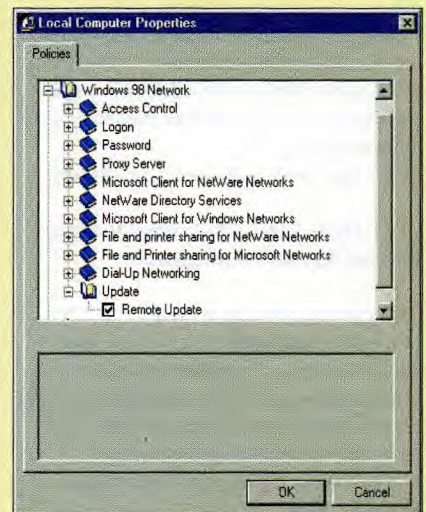 Local Computer Properties
Policies
Windows 98 Network
Access Control
Logon
Password
Proxy Server
Microsoft Client for NetWare Networks
NetWare Directory Services
Microsoft Client for Windows Networks
File and printer sharing for NetWare Networks
File and Printer sharing for Microsoft Networks
Dial-Up Networking
Update
Remote Update
OK
Cancel